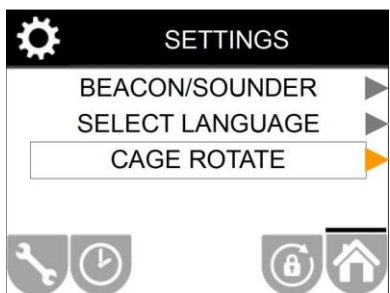 SETTINGS
BEACON/SOUNDER
SELECT LANGUAGE
CAGE ROTATE